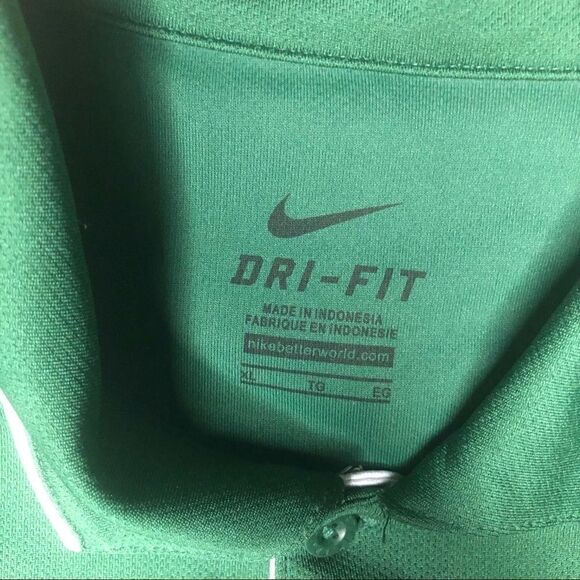 DRI-FIT
MADE IN INDONESIA
FABRIQUE EN INDONESIE
nikebetterworld.com
XL TG EG